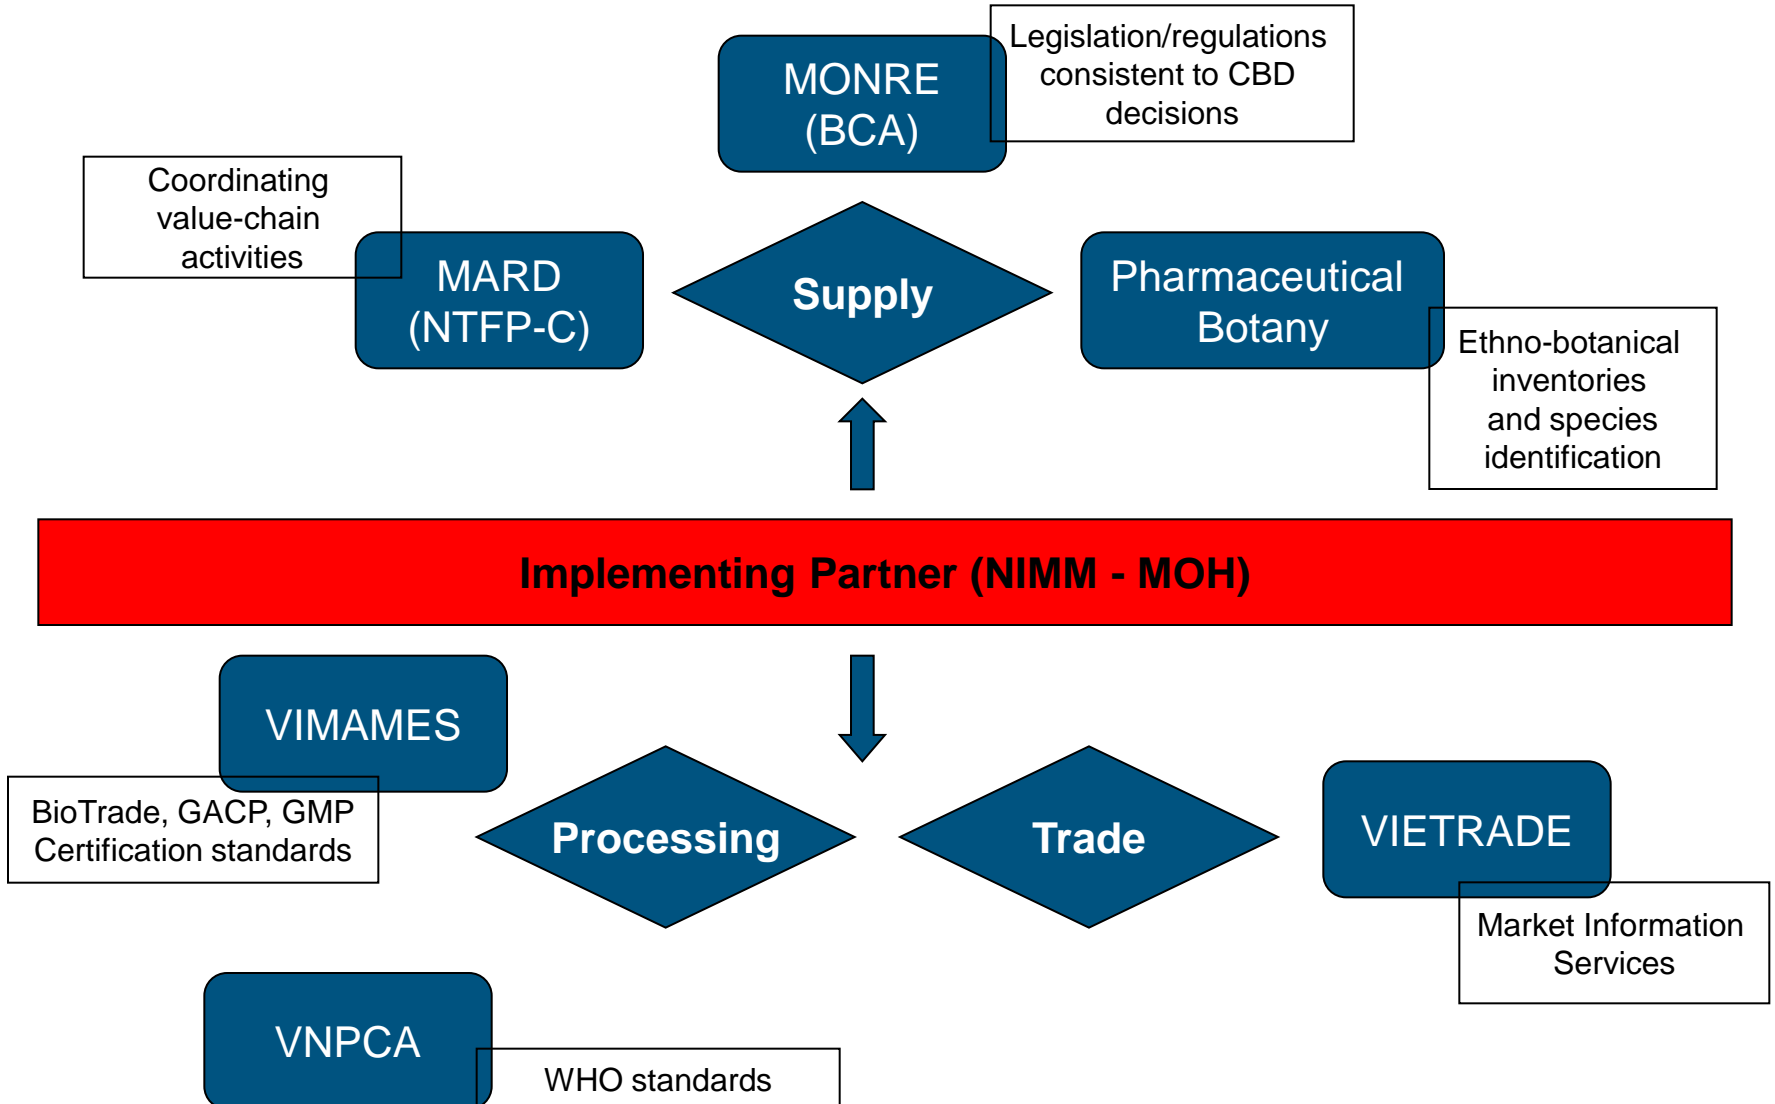 MONRE
(BCA)
Legislation/regulations
consistent to CBD
decisions
Coordinating
value-chain
activities
MARD
(NTFP-C)
Supply
Pharmaceutical
Botany
Ethno-botanical
inventories
and species
identification
Implementing Partner (NIMM - MOH)
VIMAMES
BioTrade, GACP, GMP
Certification standards
Processing
Trade
VIETRADE
Market Information
Services
VNPCA
WHO standards